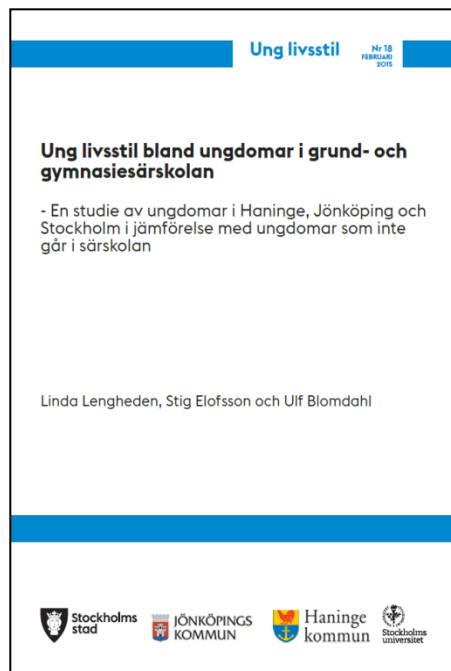 Ung livsstil
Nr 18
FEBRUARI
2015
Ung livsstil bland ungdomar i grund- och
gymnasiesärskolan
- En studie av ungdomar i Haninge, Jönköping och
Stockholm i jämförelse med ungdomar som inte
går i särskolan
Linda Lengheden, Stig Elofsson och Ulf Blomdahl
Stockholms
stad
JÖNKÖPINGS
KOMMUN
Haninge
kommun
Stockholms
universitet